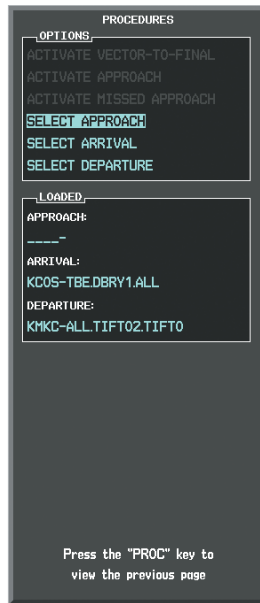 PROCEDURES
OPTIONS
ACTIVATE VECTOR-TO-FINAL
ACTIVATE APPROACH
ACTIVATE MISSED APPROACH
SELECT APPROACH
SELECT ARRIVAL
SELECT DEPARTURE
LOADED
APPROACH:
____-
ARRIVAL:
KCOS-TBE.DBRY1.ALL
DEPARTURE:
KMKC-ALL.TIFTO2.TIFTO
Press the "PROC" key to
view the previous page